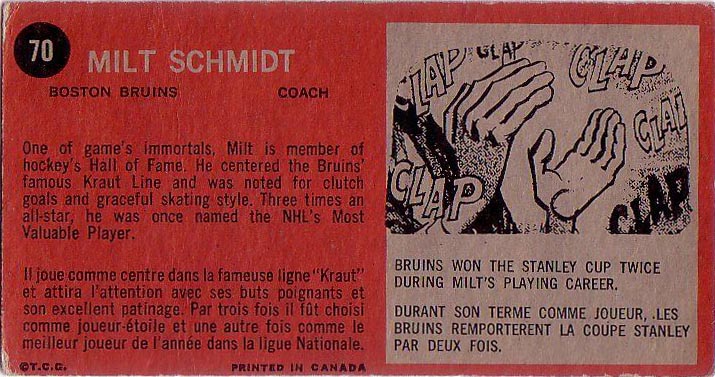 70
MILT SCHMIDT
BOSTON BRUINS COACH
One of game's immortals, Milt is member of
hockey's Hall of Fame. He centered the Bruins'
famous Kraut Line and was noted for clutch
goals and graceful skating style. Three times an
all-star, he was once named the NHL's Most
Valuable Player.
Il joue comme centre dans la fameuse ligne "Kraut"
et attira l'attention avec ses buts poignants et
son excellent patinage. Par trois fois il fût choisi
comme joueur-étoile et une autre fois comme le
meilleur joueur de l'année dans la ligue Nationale.
©T.C.G. PRINTED IN CANADA
CLAP
CLAP
CLAP
CLAP
CLAP
CLAP
BRUINS WON THE STANLEY CUP TWICE
DURING MILT'S PLAYING CAREER.
DURANT SON TERME COMME JOUEUR, .LES
BRUINS REMPORTERENT LA COUPE STANLEY
PAR DEUX FOIS.